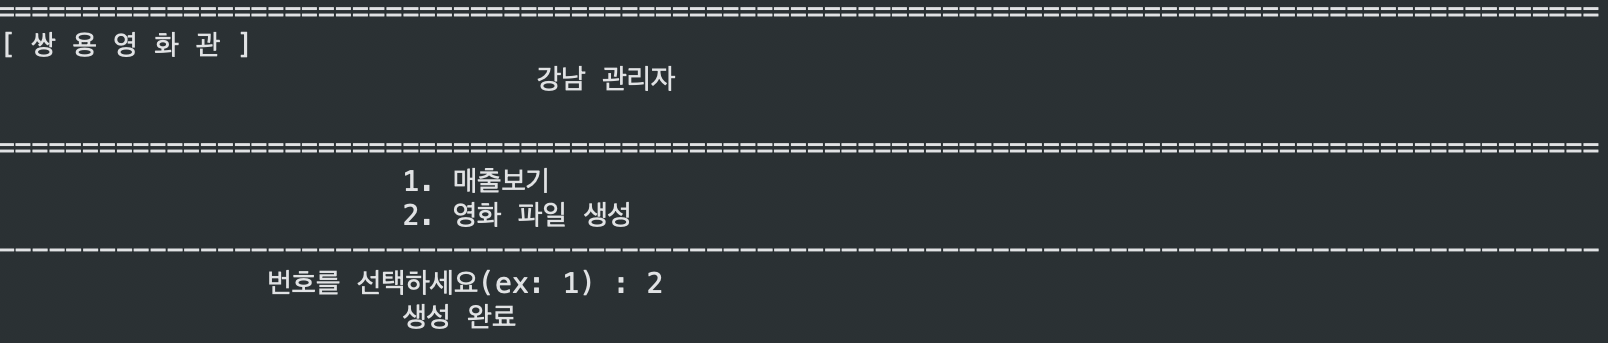 ===============================================================================================
[ 쌍 용 영 화 관 ]
강남 관리자
===============================================================================================
1. 매출보기
2. 영화 파일 생성
-----------------------------------------------------------------------------------------------
번호를 선택하세요(ex: 1) : 2
생성 완료